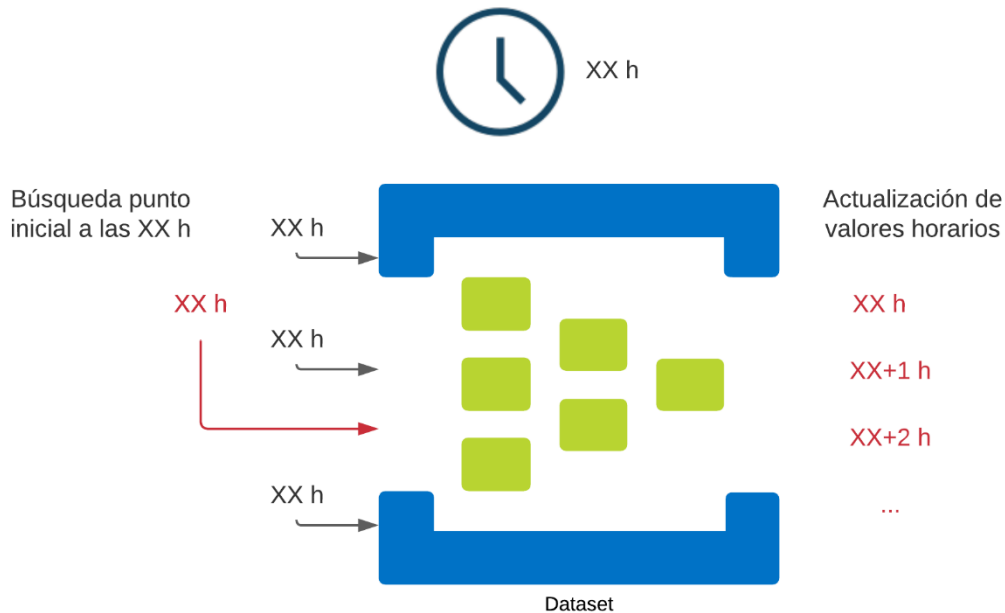 XX h
Búsqueda punto
inicial a las XX h
XX h
XX h
XX h
XX h
Actualización de
valores horarios
XX h
XX+1 h
XX+2 h
...
Dataset